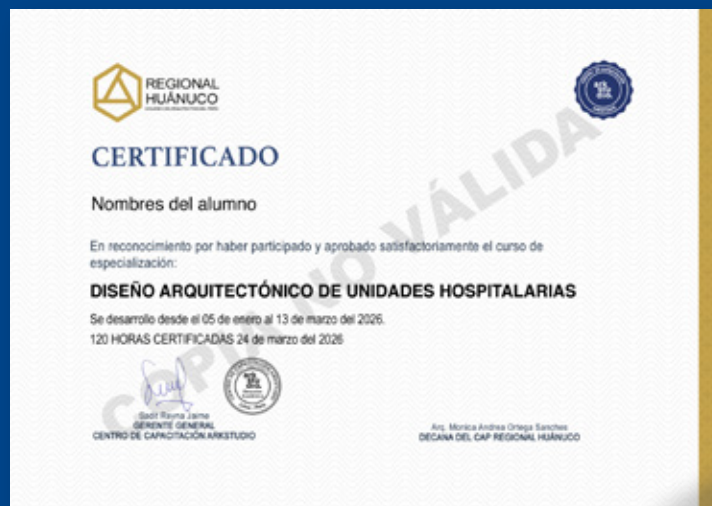 REGIONAL
HUÁNUCO
CERTIFICADO
Nombres del alumno
En reconocimiento por haber participado y aprobado satisfactoriamente el curso de
especialización:
DISEÑO ARQUITECTÓNICO DE UNIDADES HOSPITALARIAS
Se desarrollo desde el 05 de enero al 13 de marzo del 2026.
120 HORAS CERTIFICADAS 24 de marzo del 2026
COPIA NO VÁLIDA
Sadit Rayna Jaime
GERENTE GENERAL
CENTRO DE CAPACITACIÓN ARKSTUDIO
Arq. Monica Andrea Ortega Sanches
DECANA DEL CAP REGIONAL HUÁNUCO